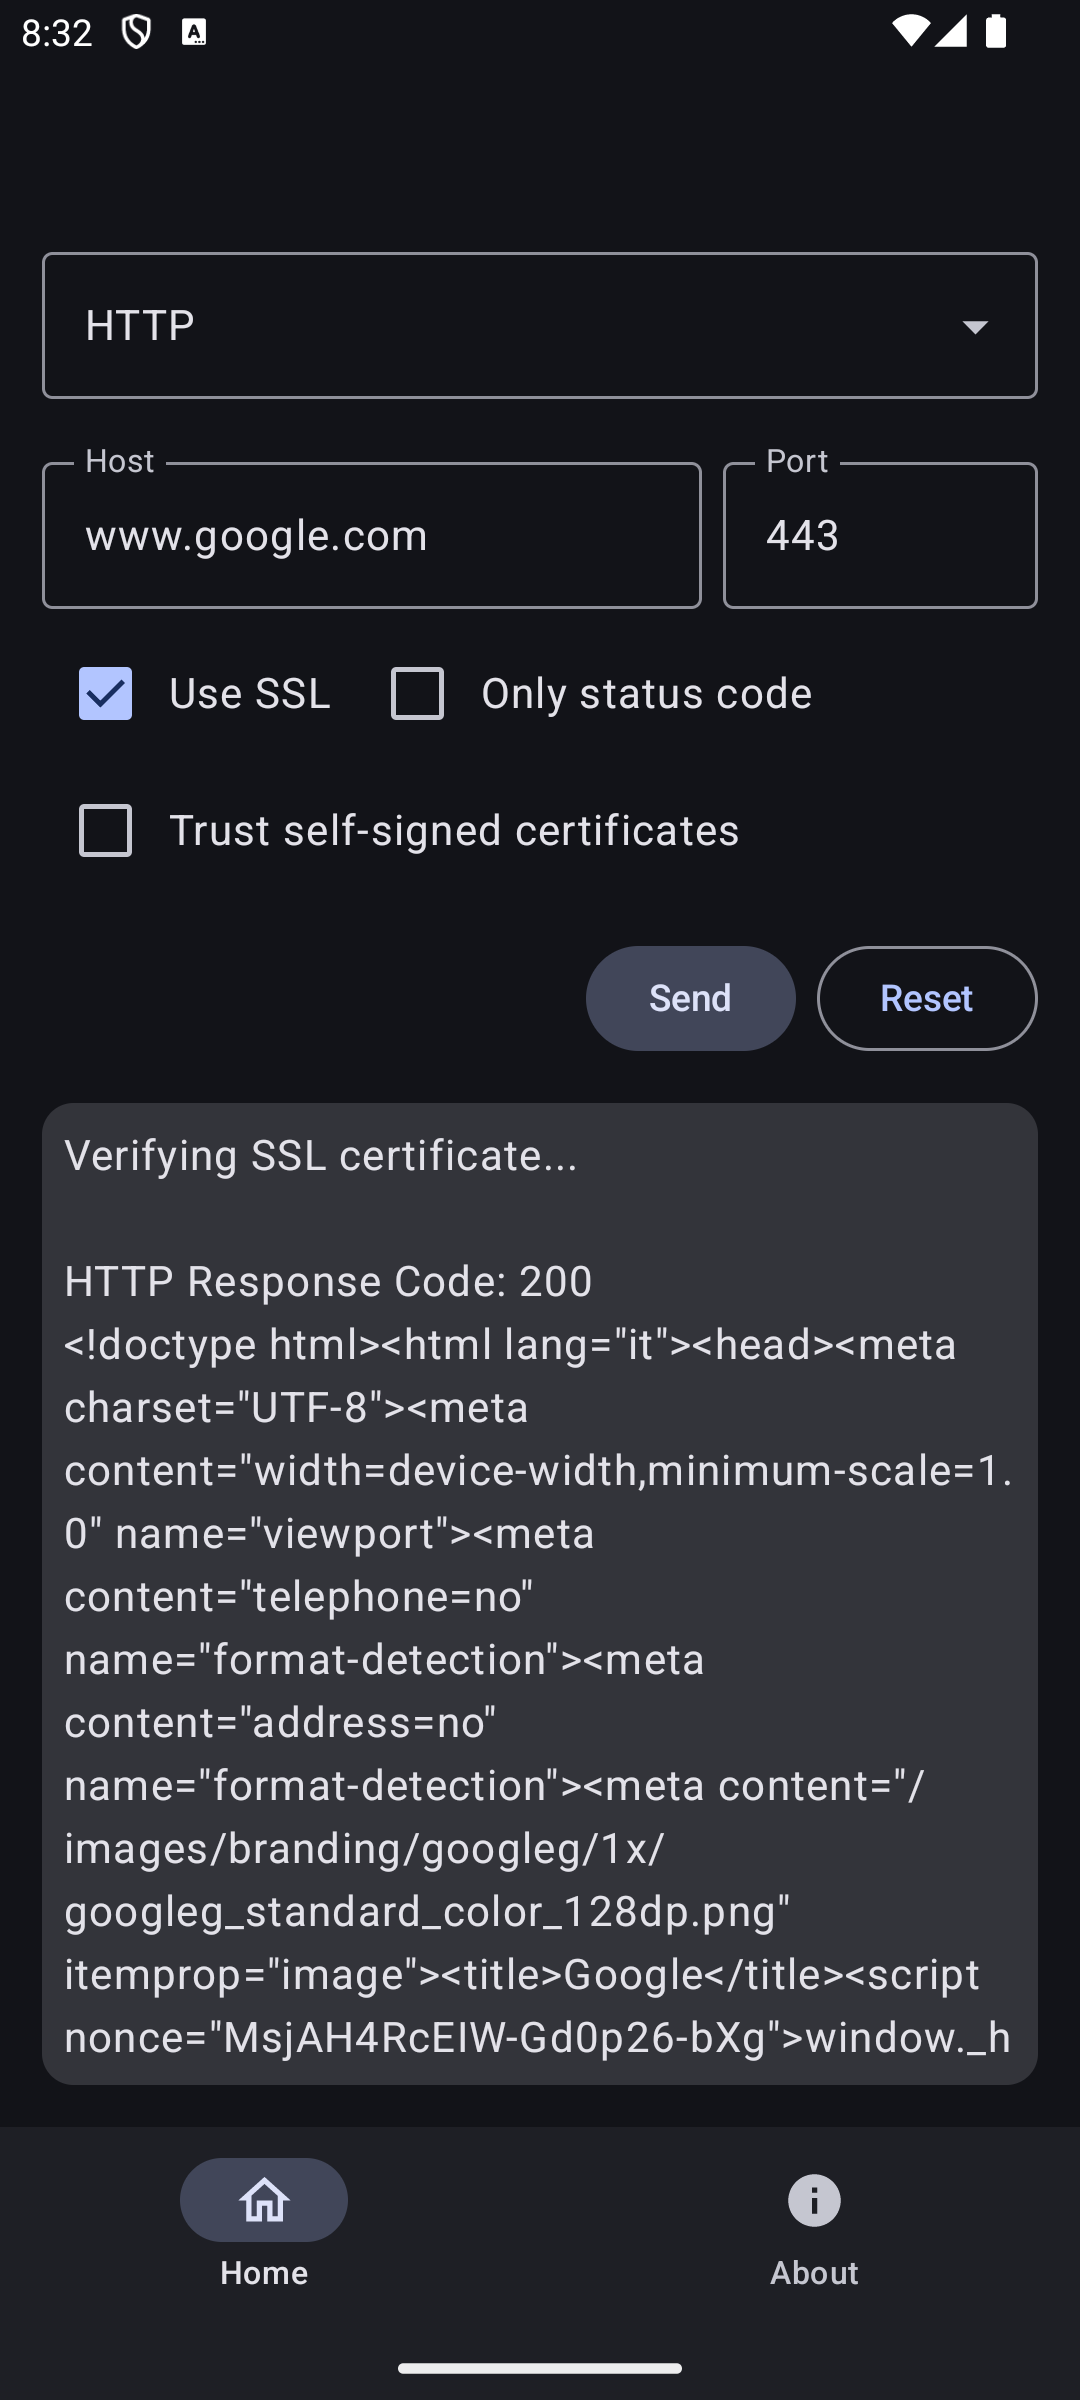 8:32
HTTP
Host
www.google.com
Port
443
Use SSL
Only status code
Trust self-signed certificates
Send
Reset
Verifying SSL certificate...
HTTP Response Code: 200
<!doctype html><html lang="it"><head><meta
charset="UTF-8"><meta
content="width=device-width,minimum-scale=1.
0" name="viewport"><meta
content="telephone=no"
name="format-detection"><meta
content="address=no"
name="format-detection"><meta content="/
images/branding/googleg/1x/
googleg_standard_color_128dp.png"
itemprop="image"><title>Google</title><script
nonce="MsjAH4RcEIW-Gd0p26-bXg">window._h
Home
About